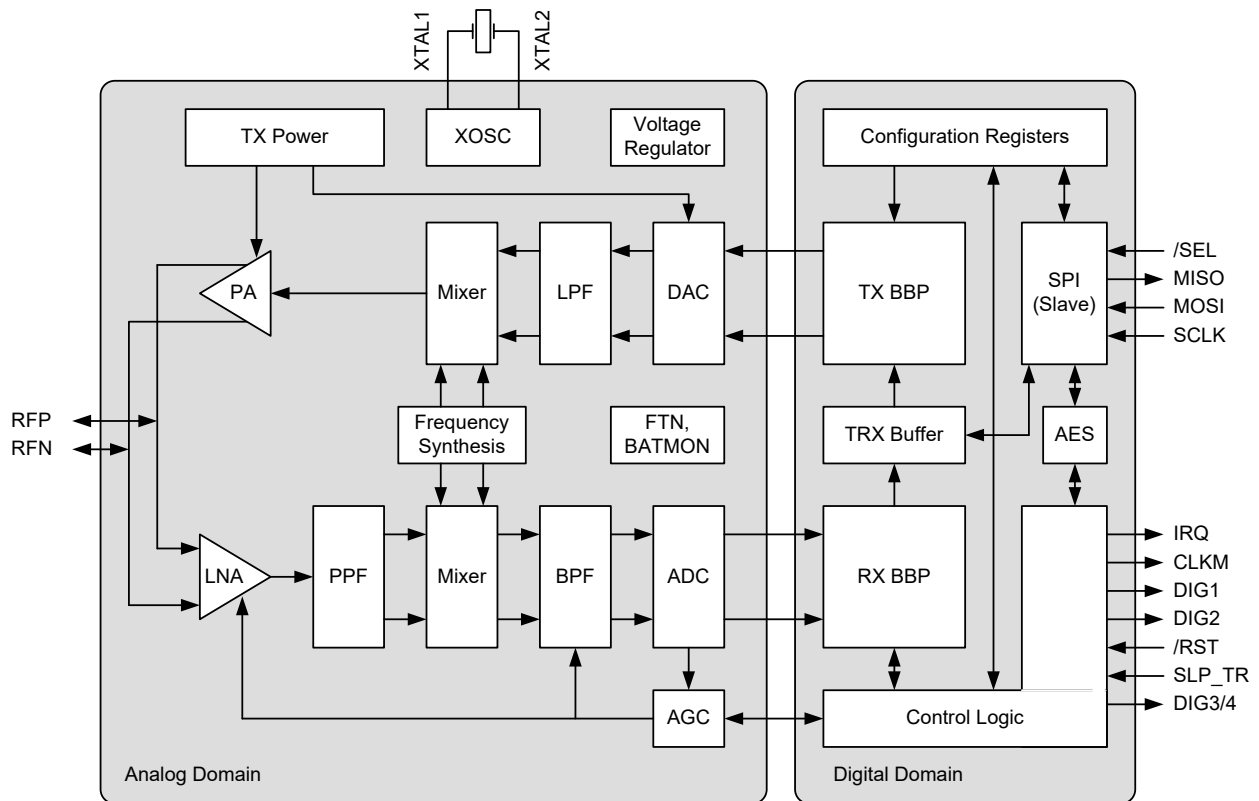 XTAL1
XTAL2
TX Power
XOSC
Voltage
Regulator
Configuration Registers
PA
Mixer
LPF
DAC
TX BBP
SPI
(Slave)
/SEL
MISO
MOSI
SCLK
RFP
RFN
Frequency
Synthesis
FTN,
BATMON
TRX Buffer
AES
LNA
PPF
Mixer
BPF
ADC
RX BBP
IRQ
CLKM
DIG1
DIG2
/RST
SLP_TR
DIG3/4
AGC
Control Logic
Analog Domain
Digital Domain